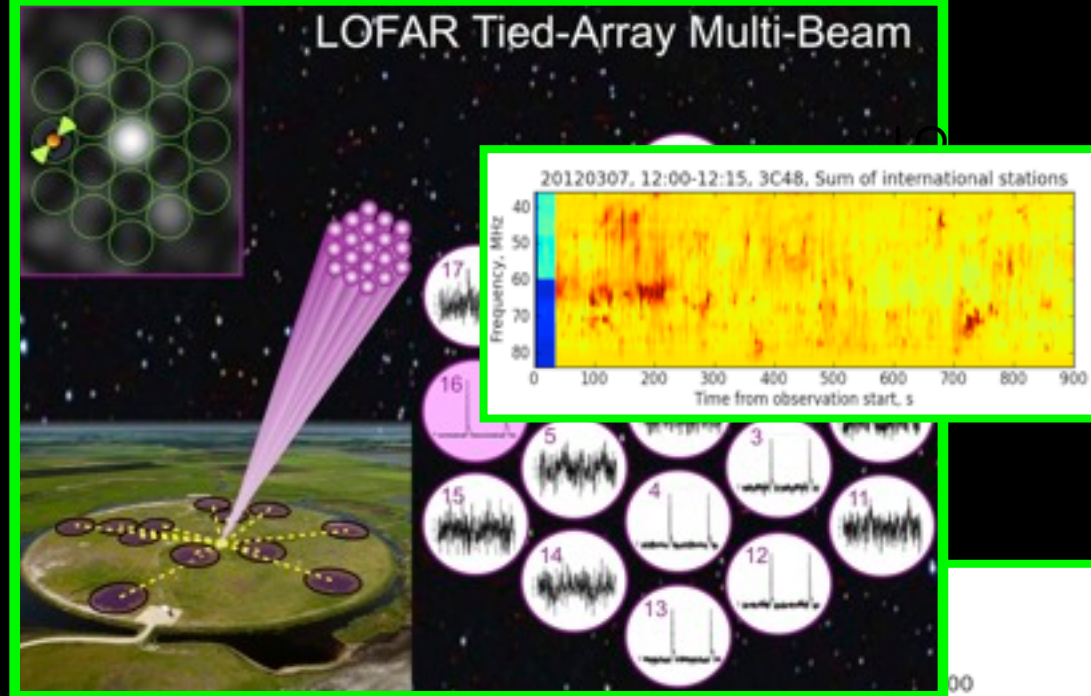 LOFAR Tied-Array Multi-Beam
LO
20120307, 12:00-12:15, 3C48, Sum of international stations
Frequency, MHz
40
50
60
70
80
0 100 200 300 400 500 600 700 800 900
Time from observation start, s
17
16
5
3
15
4
11
14
12
13
00